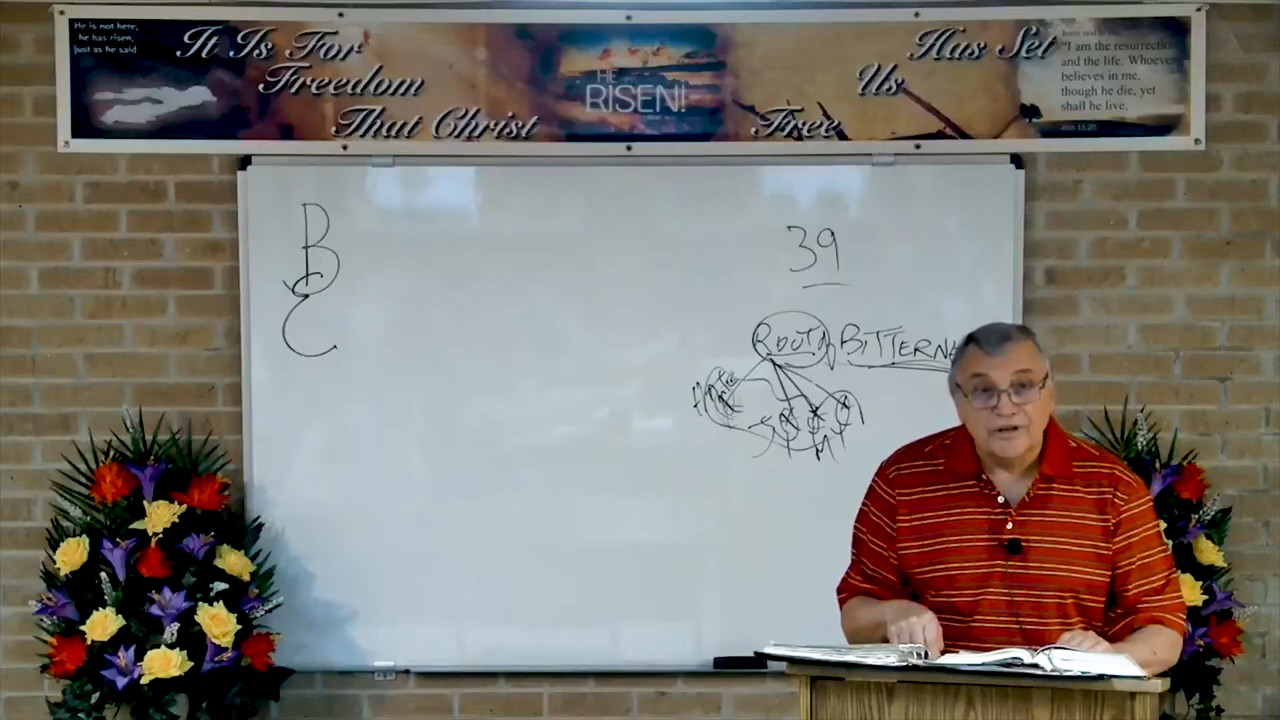 He is not here,
he has risen,
just as he said
It Is For
Freedom
That Christ
HE
RISEN!
Has Set
Us
Free
"I am the resurrection
and the life. Whoever
believes in me,
though he die, yet
shall he live.
B
C
39
ROOT of BITTERN